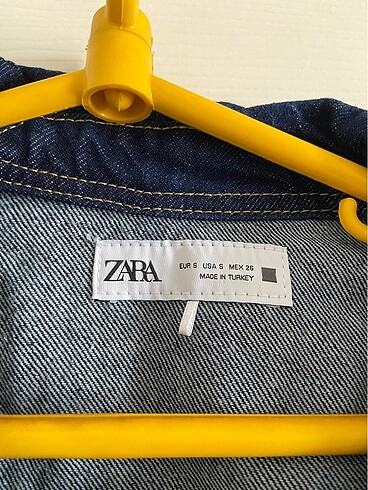 ZARA
EUR S USA S MEX 26
MADE IN TURKEY